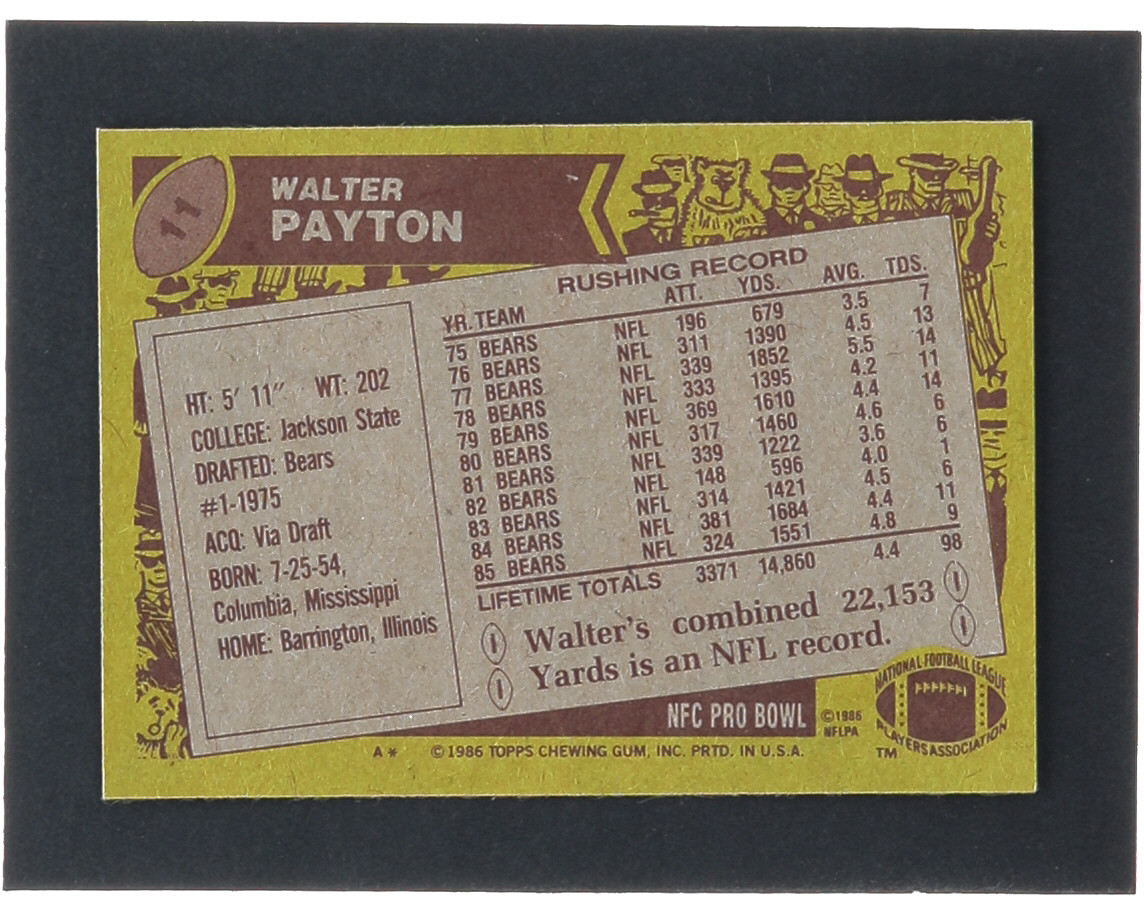 11
WALTER
PAYTON
HT: 5' 11" WT: 202
COLLEGE: Jackson State
DRAFTED: Bears
#1-1975
ACQ: Via Draft
BORN: 7-25-54,
Columbia, Mississippi
HOME: Barrington, Illinois
RUSHING RECORD
YR. TEAM ATT. YDS. AVG. TDS.
75 BEARS NFL 196 679 3.5 7
76 BEARS NFL 311 1390 4.5 13
77 BEARS NFL 339 1852 5.5 14
78 BEARS NFL 333 1395 4.2 11
79 BEARS NFL 369 1610 4.4 14
80 BEARS NFL 317 1460 4.6 6
81 BEARS NFL 339 1222 3.6 6
82 BEARS NFL 148 596 4.0 1
83 BEARS NFL 314 1421 4.5 6
84 BEARS NFL 381 1684 4.4 11
85 BEARS NFL 324 1551 4.8 9
LIFETIME TOTALS 3371 14,860 4.4 98
Walter's combined 22,153
Yards is an NFL record.
NFC PRO BOWL
©1986
NFLPA
NATIONAL FOOTBALL LEAGUE
PLAYERS ASSOCIATION
TM
A* ©1986 TOPPS CHEWING GUM, INC. PRTD. IN U.S.A.